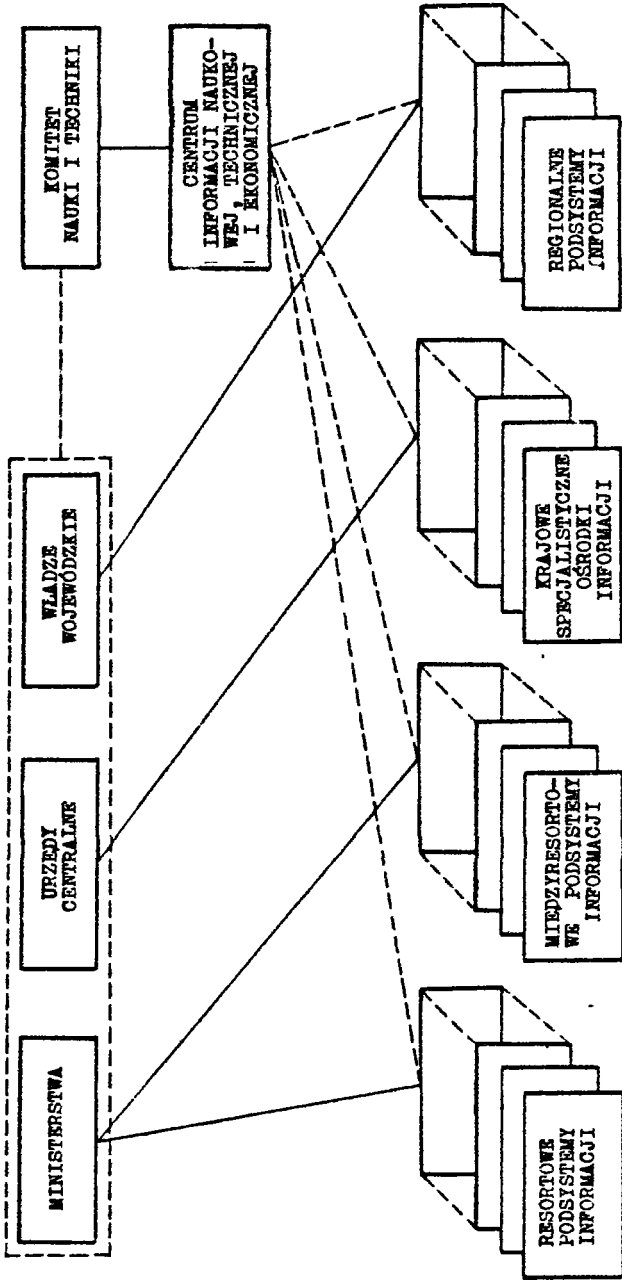 MINISTERSTWA
URZĘDY
CENTRALNE
WŁADZE
WOJEWÓDZKIE
KOMITET
NAUKI I TECHNIKI
CENTRUM
INFORMACJI NAUKO-
WEJ, TECHNICZNEJ
I EKONOMICZNEJ
RESORTOWE
PODSYSTEMY
INFORMACJI
MIĘDZYRESORTO-
WE PODSYSTEMY
INFORMACJI
KRAJOWE
SPECJALISTYCZNE
OŚRODKI
INFORMACJI
REGIONALNE
PODSYSTEMY
INFORMACJI